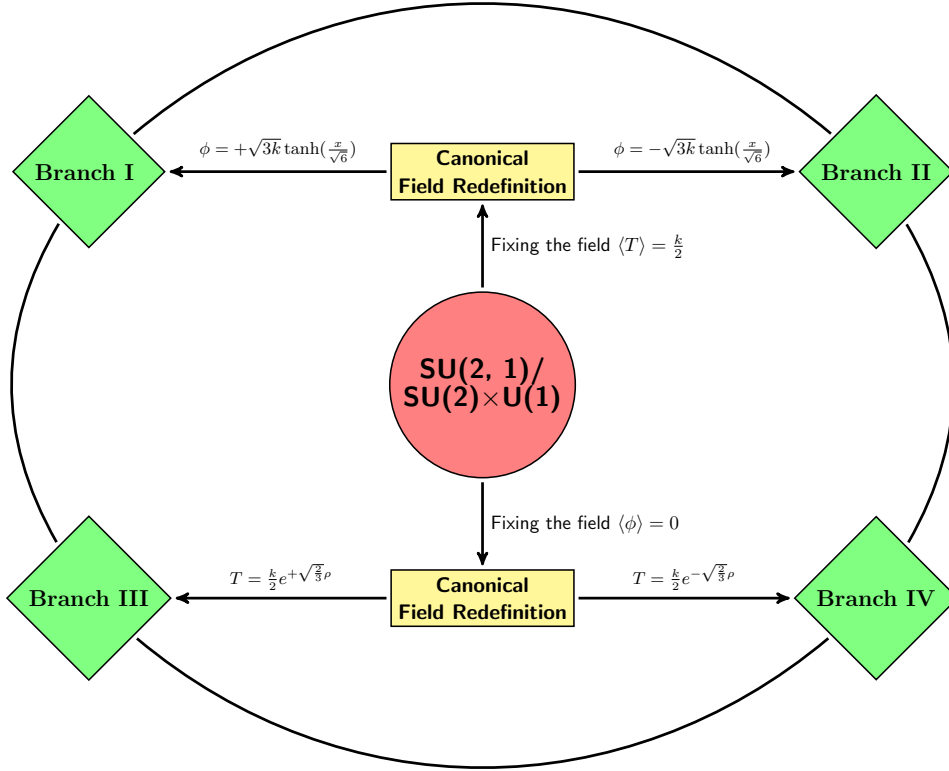 ϕ = +√3k tanh(x/√6)
Canonical
Field Redefinition
ϕ = −√3k tanh(x/√6)
Branch I
Branch II
Fixing the field ⟨T⟩ = k/2
SU(2, 1)/
SU(2)×U(1)
Fixing the field ⟨ϕ⟩ = 0
T = k/2 e^{+√(2/3)ρ}
Canonical
Field Redefinition
T = k/2 e^{−√(2/3)ρ}
Branch III
Branch IV